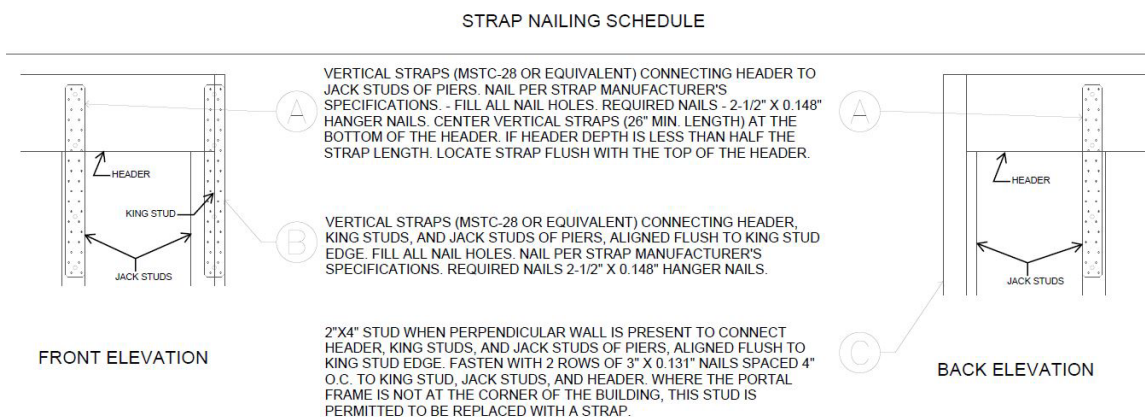 STRAP NAILING SCHEDULE
A
VERTICAL STRAPS (MSTC-28 OR EQUIVALENT) CONNECTING HEADER TO
JACK STUDS OF PIERS. NAIL PER STRAP MANUFACTURER'S
SPECIFICATIONS. - FILL ALL NAIL HOLES. REQUIRED NAILS - 2-1/2" X 0.148"
HANGER NAILS. CENTER VERTICAL STRAPS (26" MIN. LENGTH) AT THE
BOTTOM OF THE HEADER. IF HEADER DEPTH IS LESS THAN HALF THE
STRAP LENGTH. LOCATE STRAP FLUSH WITH THE TOP OF THE HEADER.
A
HEADER
KING STUD
JACK STUDS
B
VERTICAL STRAPS (MSTC-28 OR EQUIVALENT) CONNECTING HEADER,
KING STUDS, AND JACK STUDS OF PIERS, ALIGNED FLUSH TO KING STUD
EDGE. FILL ALL NAIL HOLES. NAIL PER STRAP MANUFACTURER'S
SPECIFICATIONS. REQUIRED NAILS 2-1/2" X 0.148" HANGER NAILS.
HEADER
JACK STUDS
FRONT ELEVATION
2"X4" STUD WHEN PERPENDICULAR WALL IS PRESENT TO CONNECT
HEADER, KING STUDS, AND JACK STUDS OF PIERS, ALIGNED FLUSH TO
KING STUD EDGE. FASTEN WITH 2 ROWS OF 3" X 0.131" NAILS SPACED 4"
O.C. TO KING STUD, JACK STUDS, AND HEADER. WHERE THE PORTAL
FRAME IS NOT AT THE CORNER OF THE BUILDING, THIS STUD IS
PERMITTED TO BE REPLACED WITH A STRAP.
C
BACK ELEVATION